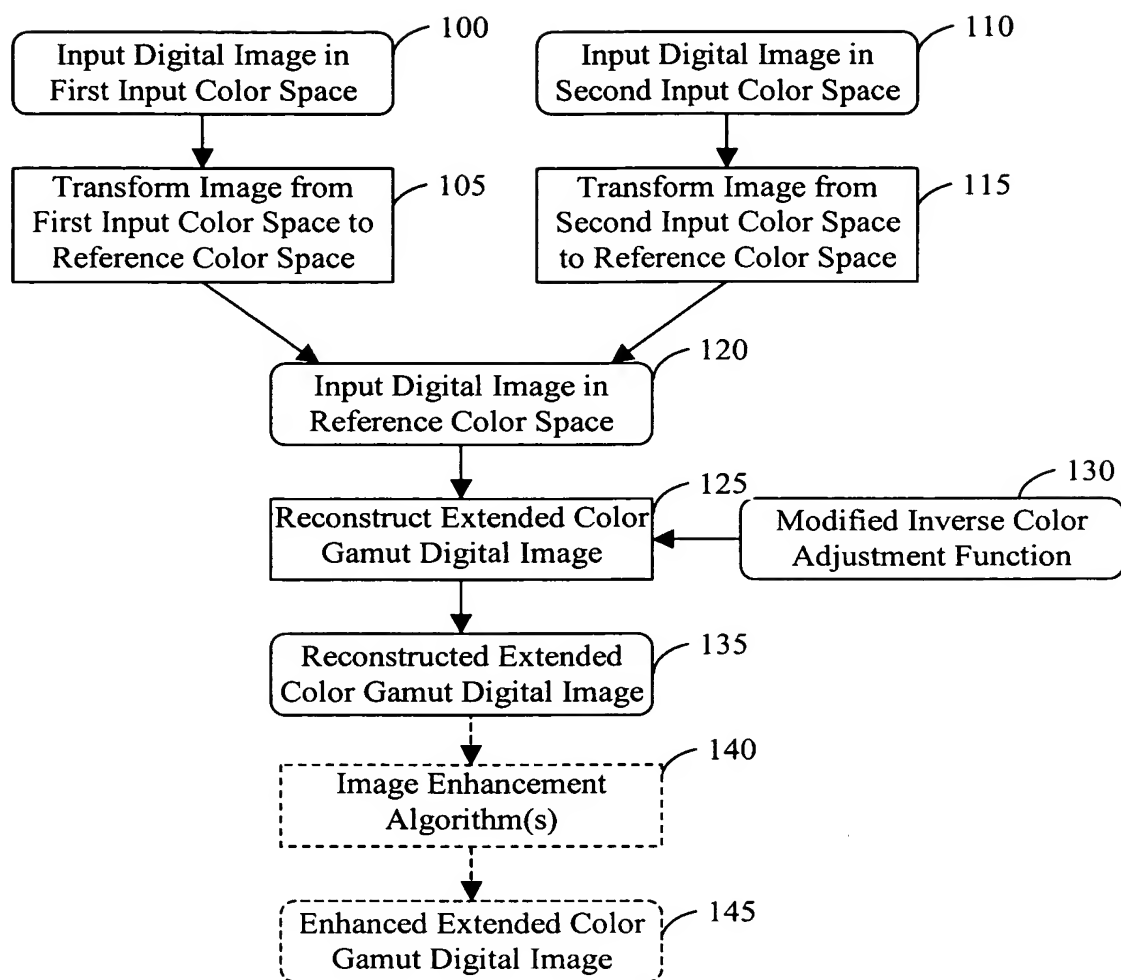 100
Input Digital Image in
First Input Color Space
110
Input Digital Image in
Second Input Color Space
105
Transform Image from
First Input Color Space to
Reference Color Space
115
Transform Image from
Second Input Color Space
to Reference Color Space
120
Input Digital Image in
Reference Color Space
125
Reconstruct Extended Color
Gamut Digital Image
130
Modified Inverse Color
Adjustment Function
135
Reconstructed Extended
Color Gamut Digital Image
140
Image Enhancement
Algorithm(s)
145
Enhanced Extended Color
Gamut Digital Image